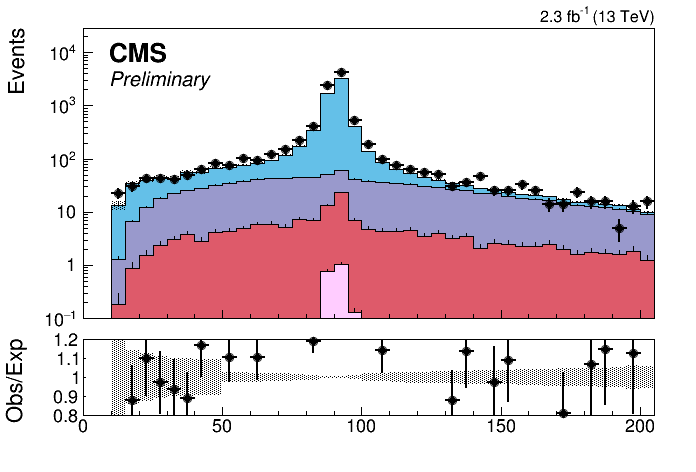 2.3 fb⁻¹ (13 TeV)
Events
CMS
Preliminary
10⁴
10³
10²
10
1
10⁻¹
Obs/Exp
1.2
1.1
1
0.9
0.8
0 50 100 150 200